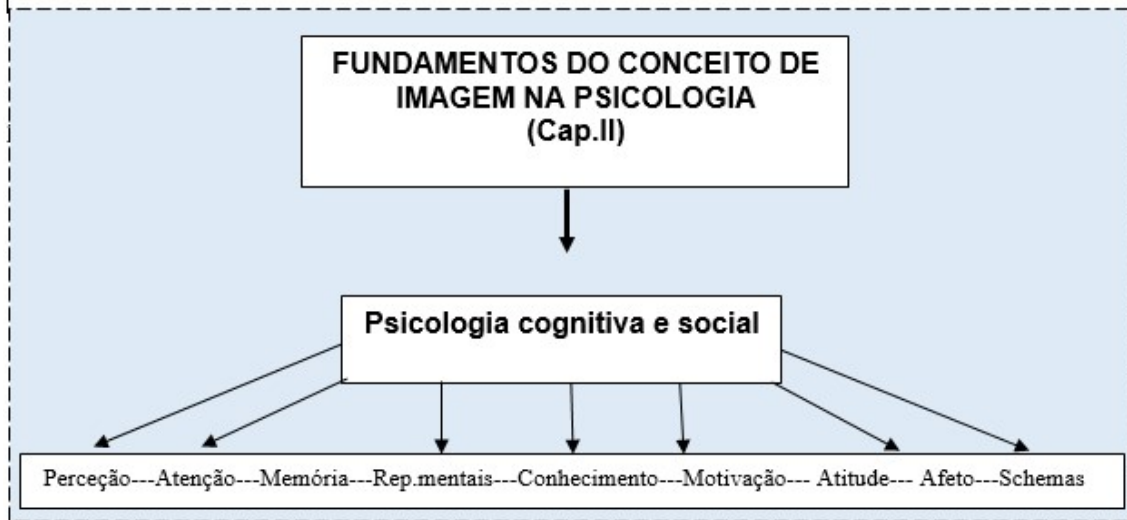 FUNDAMENTOS DO CONCEITO DE
IMAGEM NA PSICOLOGIA
(Cap.II)
Psicologia cognitiva e social
Perceção---Atenção---Memória---Rep.mentais---Conhecimento---Motivação--- Atitude--- Afeto---Schemas